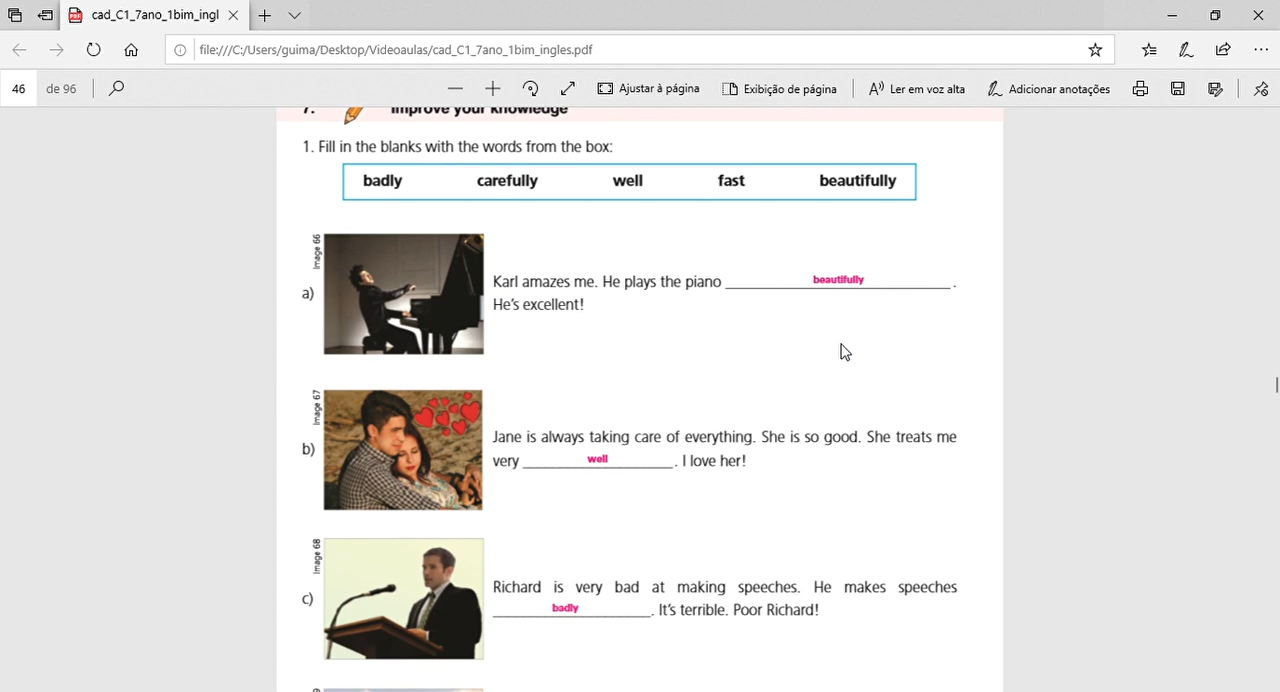 cad_C1_7ano_1bim_ingl
file:///C:/Users/guima/Desktop/Videoaulas/cad_C1_7ano_1bim_ingles.pdf
46 de 96 Ajustar à página Exibição de página Ler em voz alta Adicionar anotações
7. Improve your knowledge
1. Fill in the blanks with the words from the box:
badly carefully well fast beautifully
Image 66
a)
Karl amazes me. He plays the piano beautifully.
He's excellent!
Image 67
b)
Jane is always taking care of everything. She is so good. She treats me
very well. I love her!
Image 68
c)
Richard is very bad at making speeches. He makes speeches
badly. It's terrible. Poor Richard!